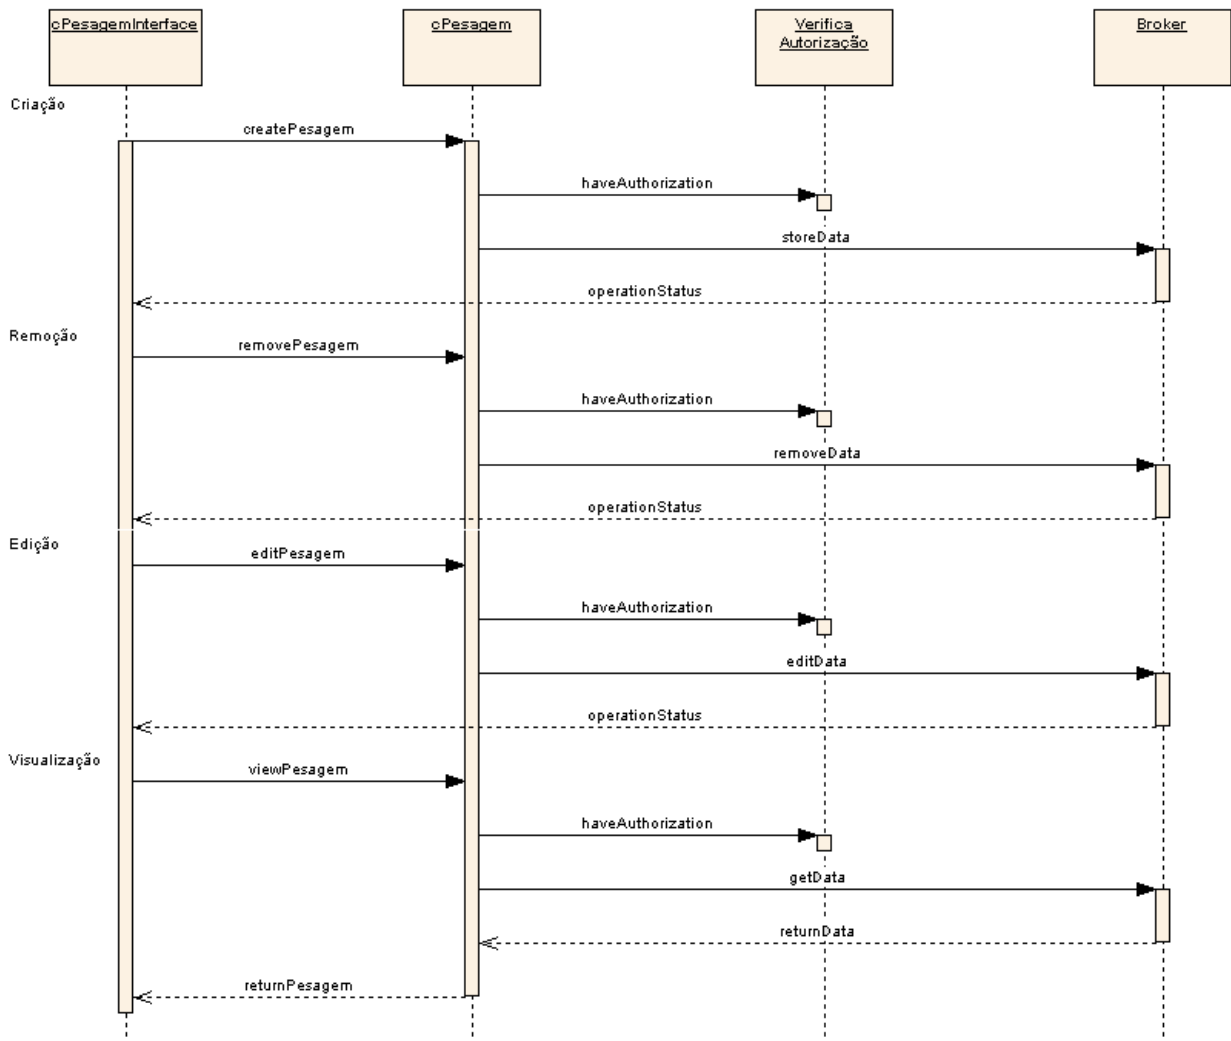 cPesagemInterface
cPesagem
Verifica
Autorização
Broker
Criação
createPesagem
haveAuthorization
storeData
operationStatus
Remoção
removePesagem
haveAuthorization
removeData
operationStatus
Edição
editPesagem
haveAuthorization
editData
operationStatus
Visualização
viewPesagem
haveAuthorization
getData
returnData
returnPesagem